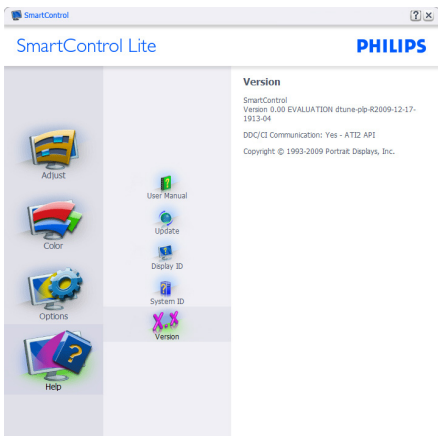 SmartControl
SmartControl Lite
PHILIPS
Adjust
Color
Options
Help
User Manual
Update
Display ID
System ID
X.X
Version
Version
SmartControl
Version 0.00 EVALUATION dtune-plp-R2009-12-17-
1913-04
DDC/CI Communication: Yes - ATI2 API
Copyright © 1993-2009 Portrait Displays, Inc.